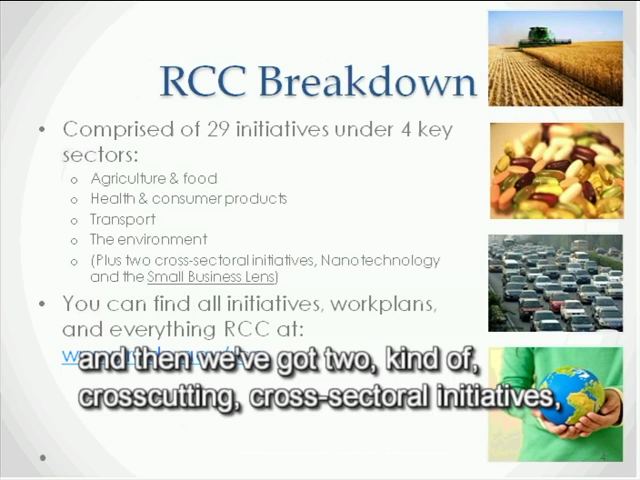 RCC Breakdown
• Comprised of 29 initiatives under 4 key
sectors:
o Agriculture & food
o Health & consumer products
o Transport
o The environment
o (Plus two cross-sectoral initiatives, Nanotechnology
and the Small Business Lens)
• You can find all initiatives, workplans,
and everything RCC at:
and then we've got two, kind of,
crosscutting, cross-sectoral initiatives,
4